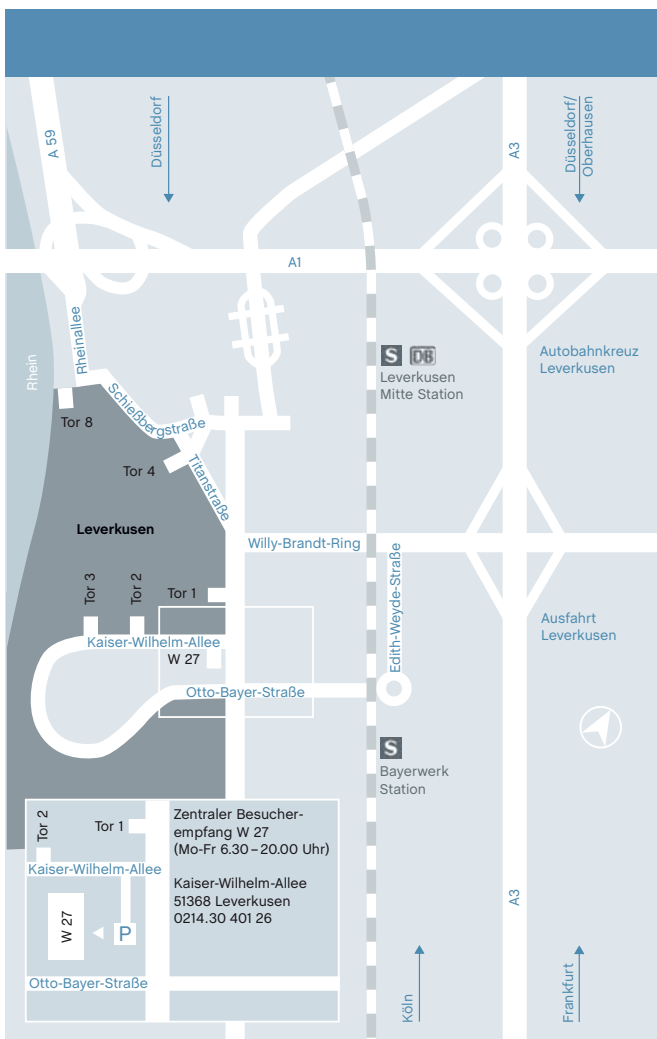 A 59
Düsseldorf
A3
Düsseldorf/
Oberhausen
A1
Rheinallee
Rhein
S DB
Leverkusen
Mitte Station
Autobahnkreuz
Leverkusen
Schießbergstraße
Tor 8
Tor 4
Titanstraße
Leverkusen
Willy-Brandt-Ring
Edith-Weyde-Straße
Tor 3
Tor 2
Tor 1
Kaiser-Wilhelm-Allee
W 27
Otto-Bayer-Straße
Ausfahrt
Leverkusen
S
Bayerwerk
Station
Tor 2
Tor 1
Kaiser-Wilhelm-Allee
W 27
P
Otto-Bayer-Straße
Zentraler Besucher-
empfang W 27
(Mo-Fr 6.30–20.00 Uhr)
Kaiser-Wilhelm-Allee
51368 Leverkusen
0214.30 401 26
A3
Köln
Frankfurt